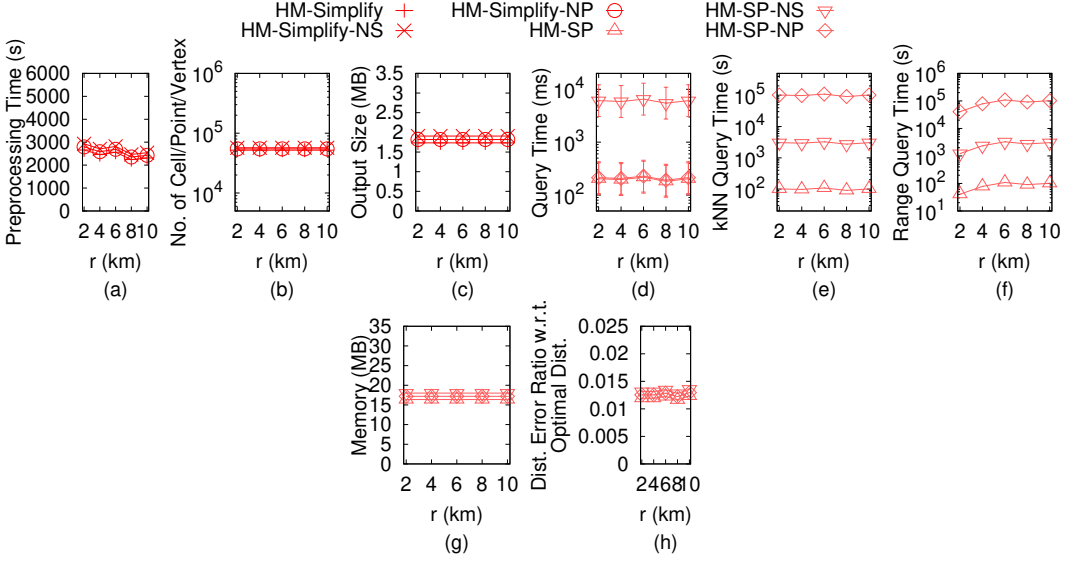 HM-Simplify
HM-Simplify-NS
HM-Simplify-NP
HM-SP
HM-SP-NS
HM-SP-NP
Preprocessing Time (s)
6000
5000
4000
3000
2000
1000
0
2 4 6 8 10
r (km)
(a)
No. of Cell/Point/Vertex
10^6
10^5
10^4
2 4 6 8 10
r (km)
(b)
Output Size (MB)
3.5
3
2.5
2
1.5
1
0.5
0
2 4 6 8 10
r (km)
(c)
Query Time (ms)
10^4
10^3
10^2
2 4 6 8 10
r (km)
(d)
kNN Query Time (s)
10^5
10^4
10^3
10^2
2 4 6 8 10
r (km)
(e)
Range Query Time (s)
10^6
10^5
10^4
10^3
10^2
10^1
2 4 6 8 10
r (km)
(f)
Memory (MB)
35
30
25
20
15
10
5
0
2 4 6 8 10
r (km)
(g)
Dist. Error Ratio w.r.t.
Optimal Dist.
0.025
0.02
0.015
0.01
0.005
0
2 4 6 8 10
r (km)
(h)